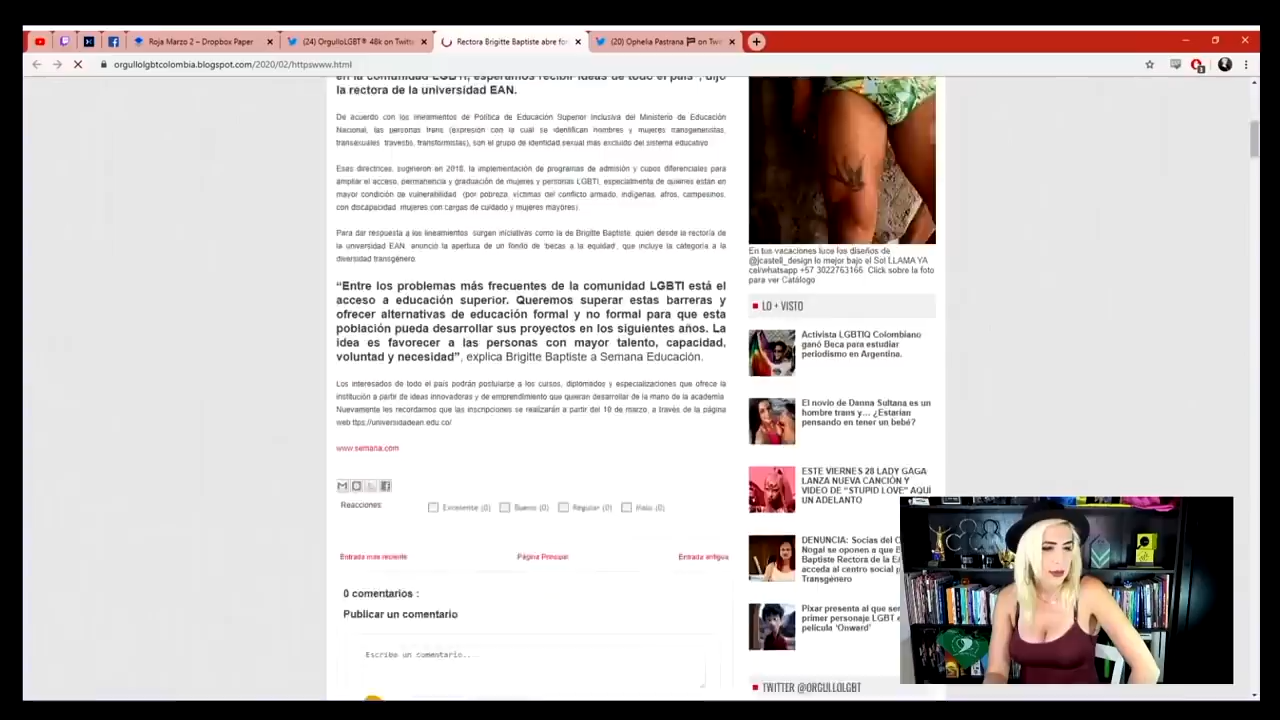 Roja Marzo 2 – Dropbox Paper
(24) OrgulloLGBT® 48k on Twitt
Rectora Brigitte Baptiste abre for
(20) Ophelia Pastrana on Twi
orgullolgbtcolombia.blogspot.com/2020/02/httpswww.html
en la comunidad LGBTI, esperamos recibir ideas de todo el país", dijo
la rectora de la universidad EAN.
De acuerdo con los lineamientos de Política de Educación Superior Inclusiva del Ministerio de Educación
Nacional, las personas trans (expresión con la cual se identifican hombres y mujeres transgeneristas,
transexuales travestis, transformistas), son el grupo de identidad sexual más excluido del sistema educativo
Esas directrices, sugirieron en 2018, la implementación de programas de admisión y cupos diferenciales para
ampliar el acceso, permanencia y graduación de mujeres y personas LGBTI, especialmente de quienes están en
mayor condición de vulnerabilidad (por pobreza, víctimas del conflicto armado, indígenas, afros, campesinos,
con discapacidad mujeres con cargas de cuidado y mujeres mayores).
Para dar respuesta a los lineamientos surgen iniciativas como la de Brigitte Baptiste, quien desde la rectoría de
la universidad EAN anunció la apertura de un fondo de 'becas a la equidad', que incluye la categoría a la
diversidad transgénero.
“Entre los problemas más frecuentes de la comunidad LGBTI está el
acceso a educación superior. Queremos superar estas barreras y
ofrecer alternativas de educación formal y no formal para que esta
población pueda desarrollar sus proyectos en los siguientes años. La
idea es favorecer a las personas con mayor talento, capacidad,
voluntad y necesidad”, explica Brigitte Baptiste a Semana Educación.
Los interesados de todo el país podrán postularse a los cursos, diplomados y especializaciones que ofrece la
institución a partir de ideas innovadoras y de emprendimiento que quieran desarrollar de la mano de la academia
Nuevamente les recordamos que las inscripciones se realizarán a partir del 10 de marzo, a través de la página
web ttps://universidadean.edu.co/
www.semana.com
Reacciones: Excelente (0) Bueno (0) Regular (0) Malo (0)
Entrada más reciente Página Principal Entrada antigua
0 comentarios :
Publicar un comentario
Escribe un comentario...
En tus vacaciones luce los diseños de
@jcastell_design lo mejor bajo el Sol LLAMA YA
cel/whatsapp +57 3022763166 Click sobre la foto
para ver Catálogo
LO + VISTO
Activista LGBTIQ Colombiano
ganó Beca para estudiar
periodismo en Argentina.
El novio de Danna Sultana es un
hombre trans y… ¿Estarían
pensando en tener un bebé?
ESTE VIERNES 28 LADY GAGA
LANZA NUEVA CANCIÓN Y
VIDEO DE “STUPID LOVE” AQUÍ
UN ADELANTO
DENUNCIA: Socias del C
Nogal se oponen a que B
Baptiste Rectora de la EA
acceda al centro social p
Transgénero
Pixar presenta al que ser
primer personaje LGBT e
película 'Onward'
TWITTER @ORGULLOLGBT